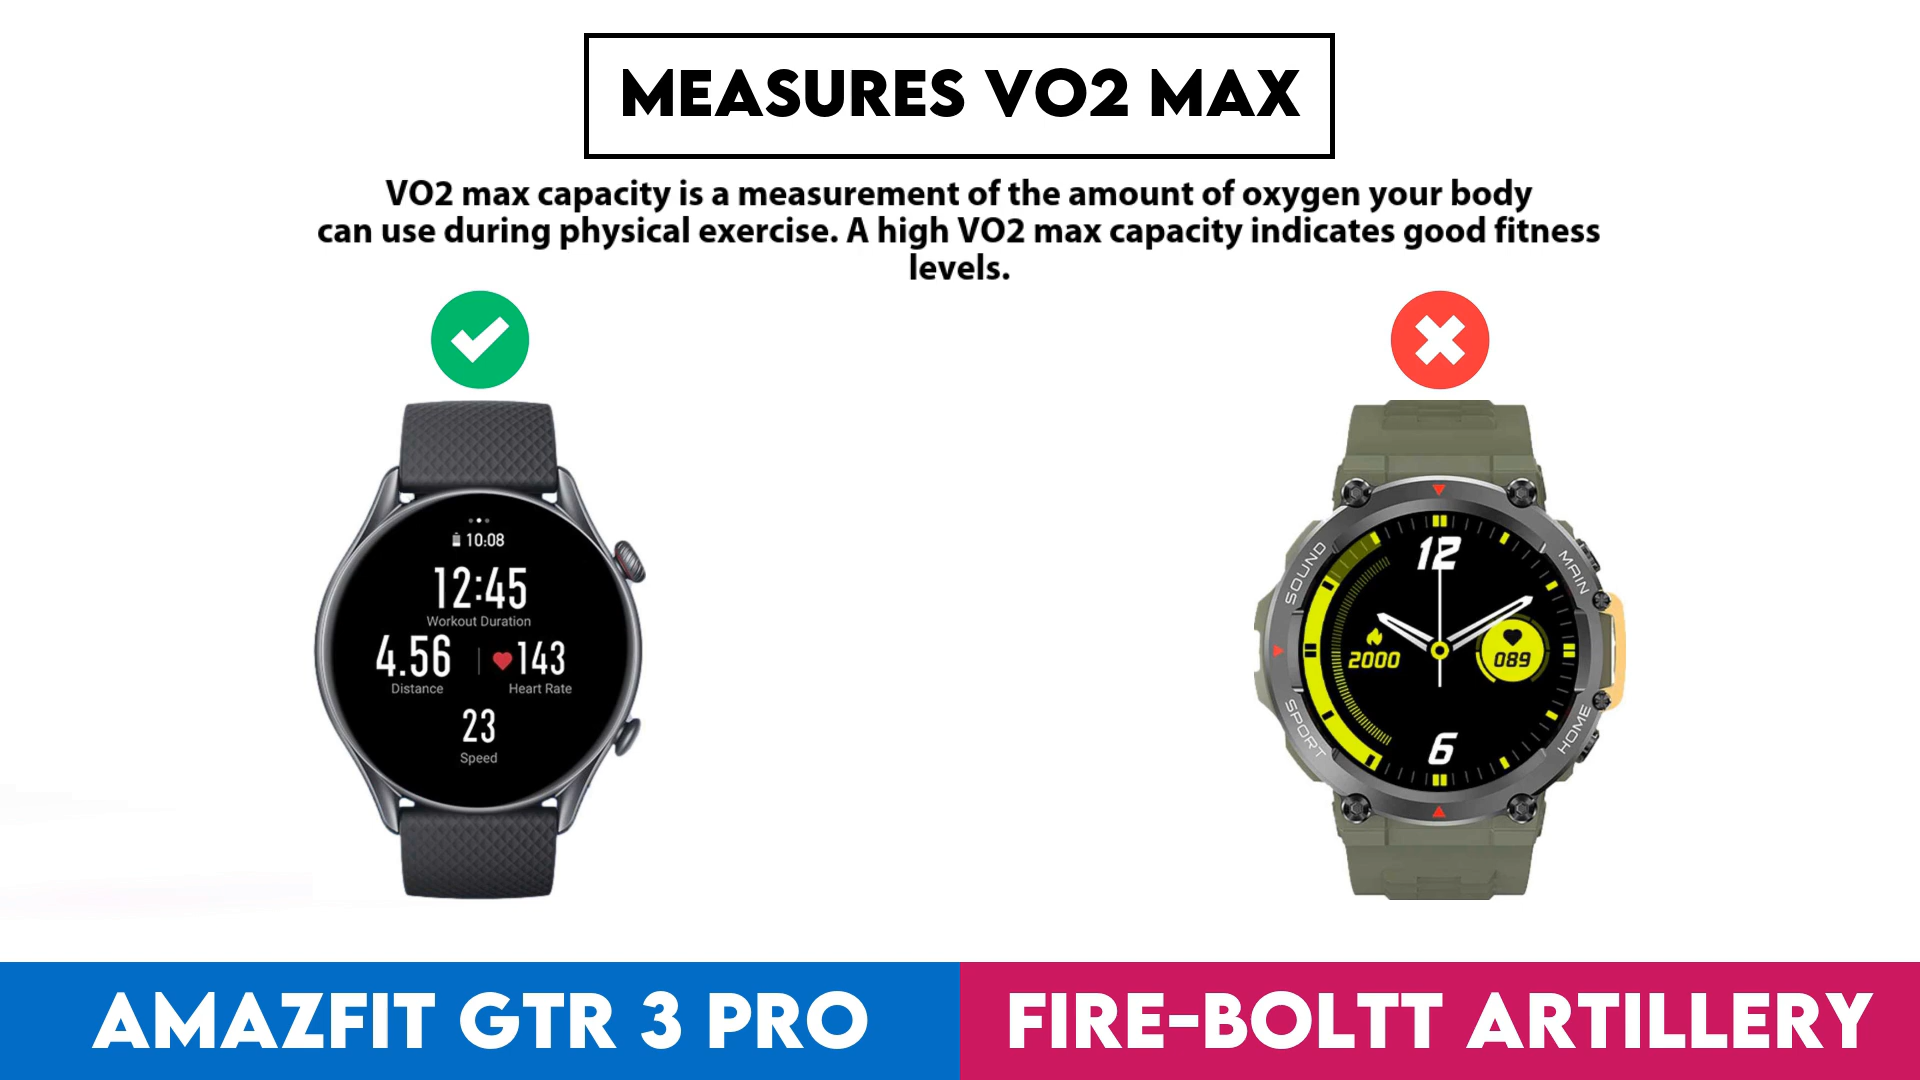 MEASURES VO2 MAX
VO2 max capacity is a measurement of the amount of oxygen your body
can use during physical exercise. A high VO2 max capacity indicates good fitness
levels.
10:08
12:45
Workout Duration
4.56 143
Distance Heart Rate
23
Speed
SOUND
MAIN
12
2000
089
6
SPORT
HOME
AMAZFIT GTR 3 PRO
FIRE-BOLTT ARTILLERY